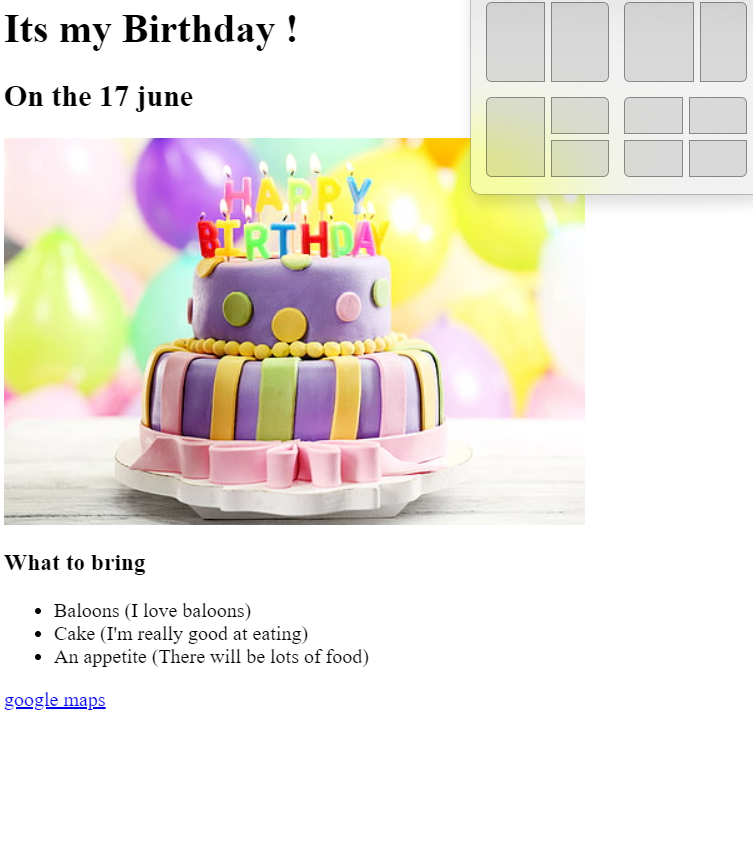 Its my Birthday !
On the 17 june
HAPPY
BIRTHDAY
What to bring
Baloons (I love baloons)
Cake (I'm really good at eating)
An appetite (There will be lots of food)
google maps